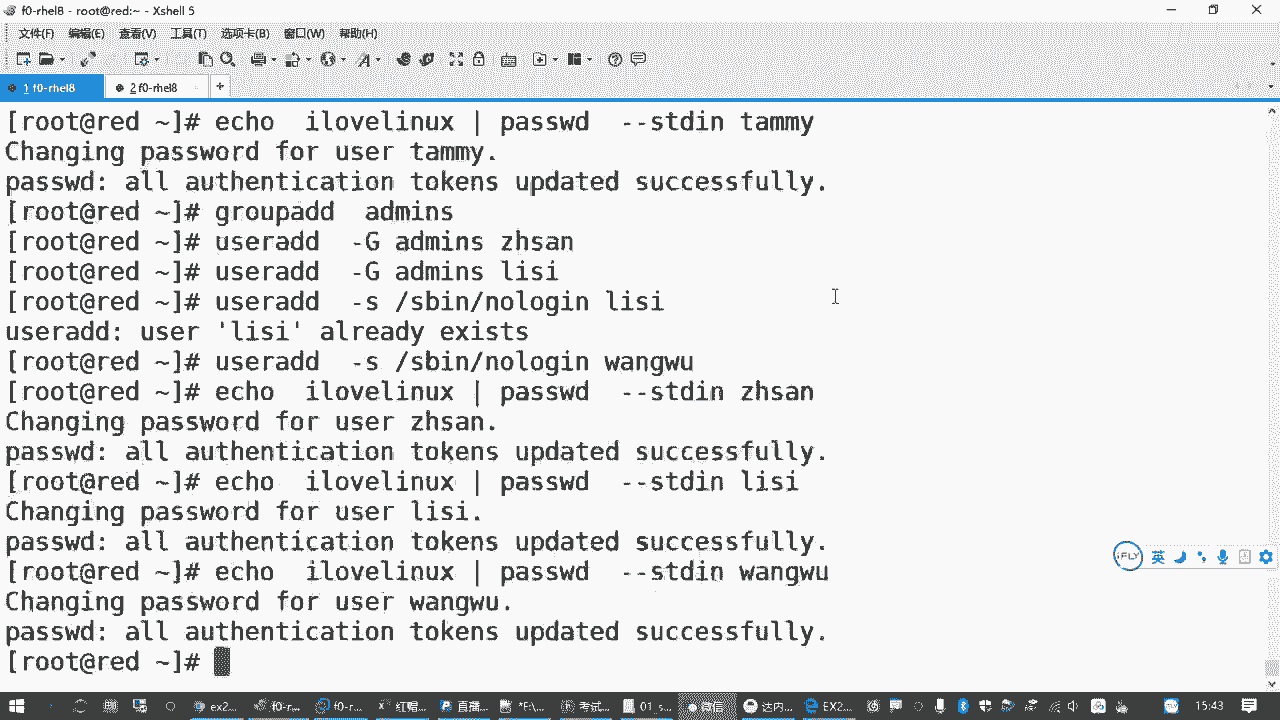 f0-rhel8 - root@red:~ - Xshell 5
文件(F) 编辑(E) 查看(V) 工具(T) 选项卡(B) 窗口(W) 帮助(H)
1 f0-rhel8
2 f0-rhel8
[root@red ~]# echo  ilovelinux | passwd  --stdin tammy
Changing password for user tammy.
passwd: all authentication tokens updated successfully.
[root@red ~]# groupadd  admins
[root@red ~]# useradd  -G admins zhsan
[root@red ~]# useradd  -G admins lisi
[root@red ~]# useradd  -s /sbin/nologin lisi
useradd: user 'lisi' already exists
[root@red ~]# useradd  -s /sbin/nologin wangwu
[root@red ~]# echo  ilovelinux | passwd  --stdin zhsan
Changing password for user zhsan.
passwd: all authentication tokens updated successfully.
[root@red ~]# echo  ilovelinux | passwd  --stdin lisi
Changing password for user lisi.
passwd: all authentication tokens updated successfully.
[root@red ~]# echo  ilovelinux | passwd  --stdin wangwu
Changing password for user wangwu.
passwd: all authentication tokens updated successfully.
[root@red ~]#
iFLY 英
ex2... f0-r... f0-r... 红帽... 直播... *E\... 考试... 01_s... 达内... EX2... 15:43